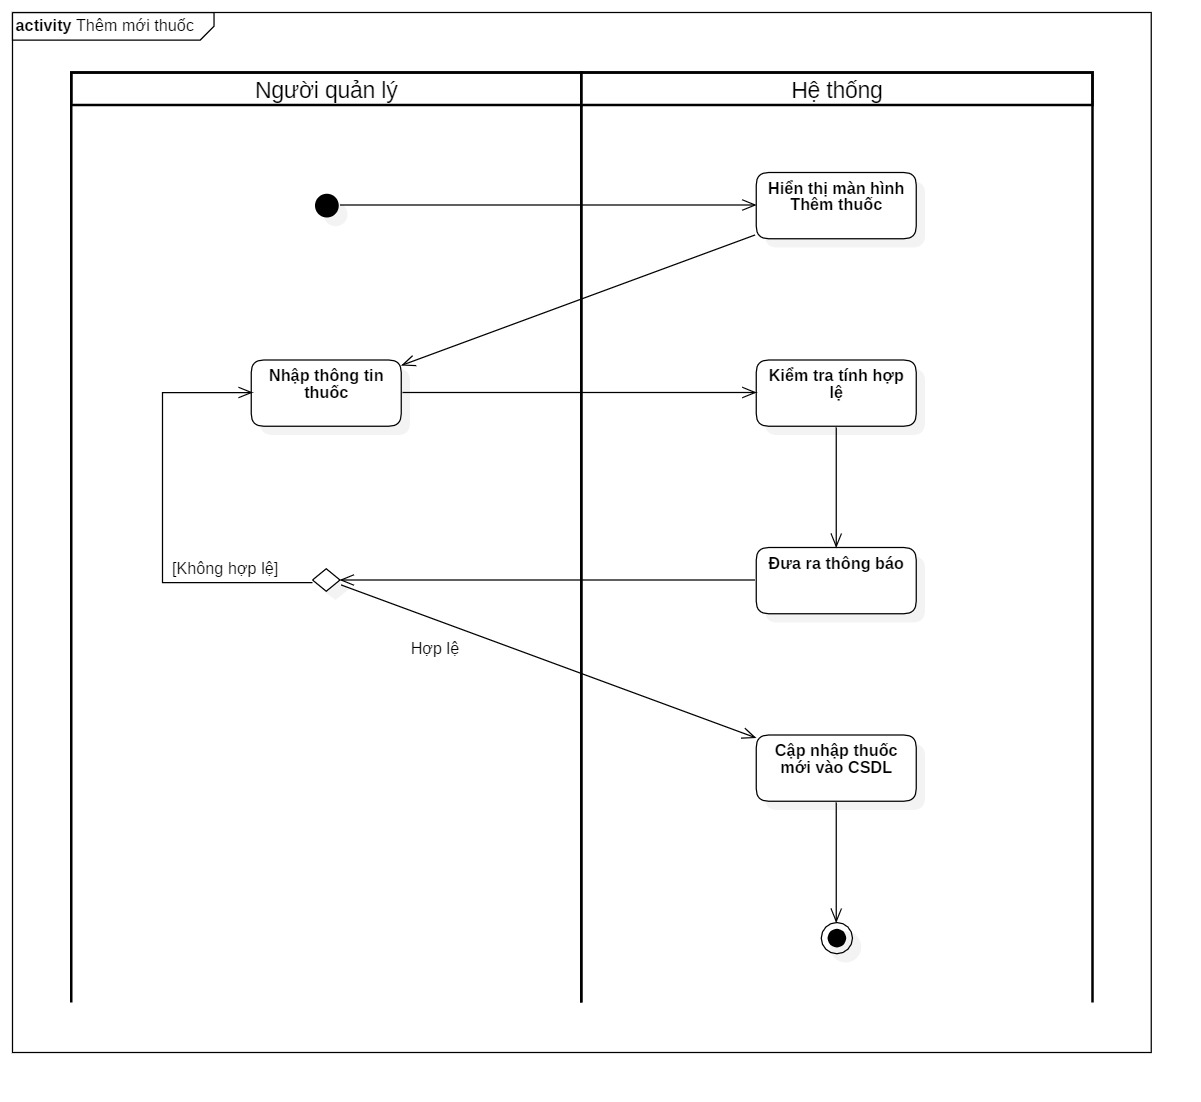 activity Thêm mới thuốc
Người quản lý
Hệ thống
Hiển thị màn hình
Thêm thuốc
Nhập thông tin
thuốc
Kiểm tra tính hợp
lệ
[Không hợp lệ]
Đưa ra thông báo
Hợp lệ
Cập nhập thuốc
mới vào CSDL